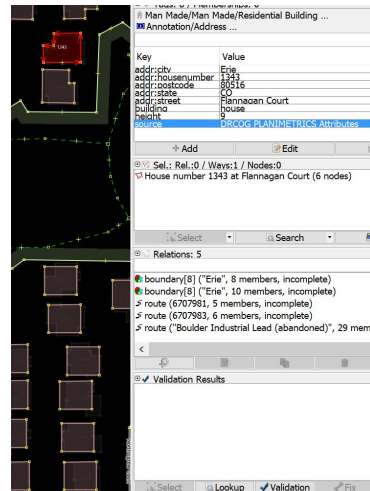 Tags: 7 / Memberships: 0
Man Made/Man Made/Residential Building ...
Annotation/Address ...
Key Value
addr:city Erie
addr:housenumber 1343
addr:postcode 80516
addr:state CO
addr:street Flannagan Court
building house
height 9
source DRCOG PLANIMETRICS Attributes
Add Edit
Sel.: Rel.:0 / Ways:1 / Nodes:0
House number 1343 at Flannagan Court (6 nodes)
Select Search
Relations: 5
boundary[8] ("Erie", 8 members, incomplete)
boundary[8] ("Erie", 10 members, incomplete)
route (6707981, 5 members, incomplete)
route (6707983, 6 members, incomplete)
route ("Boulder Industrial Lead (abandoned)", 29 mem
Validation Results
Select Lookup Validation Fix
1343